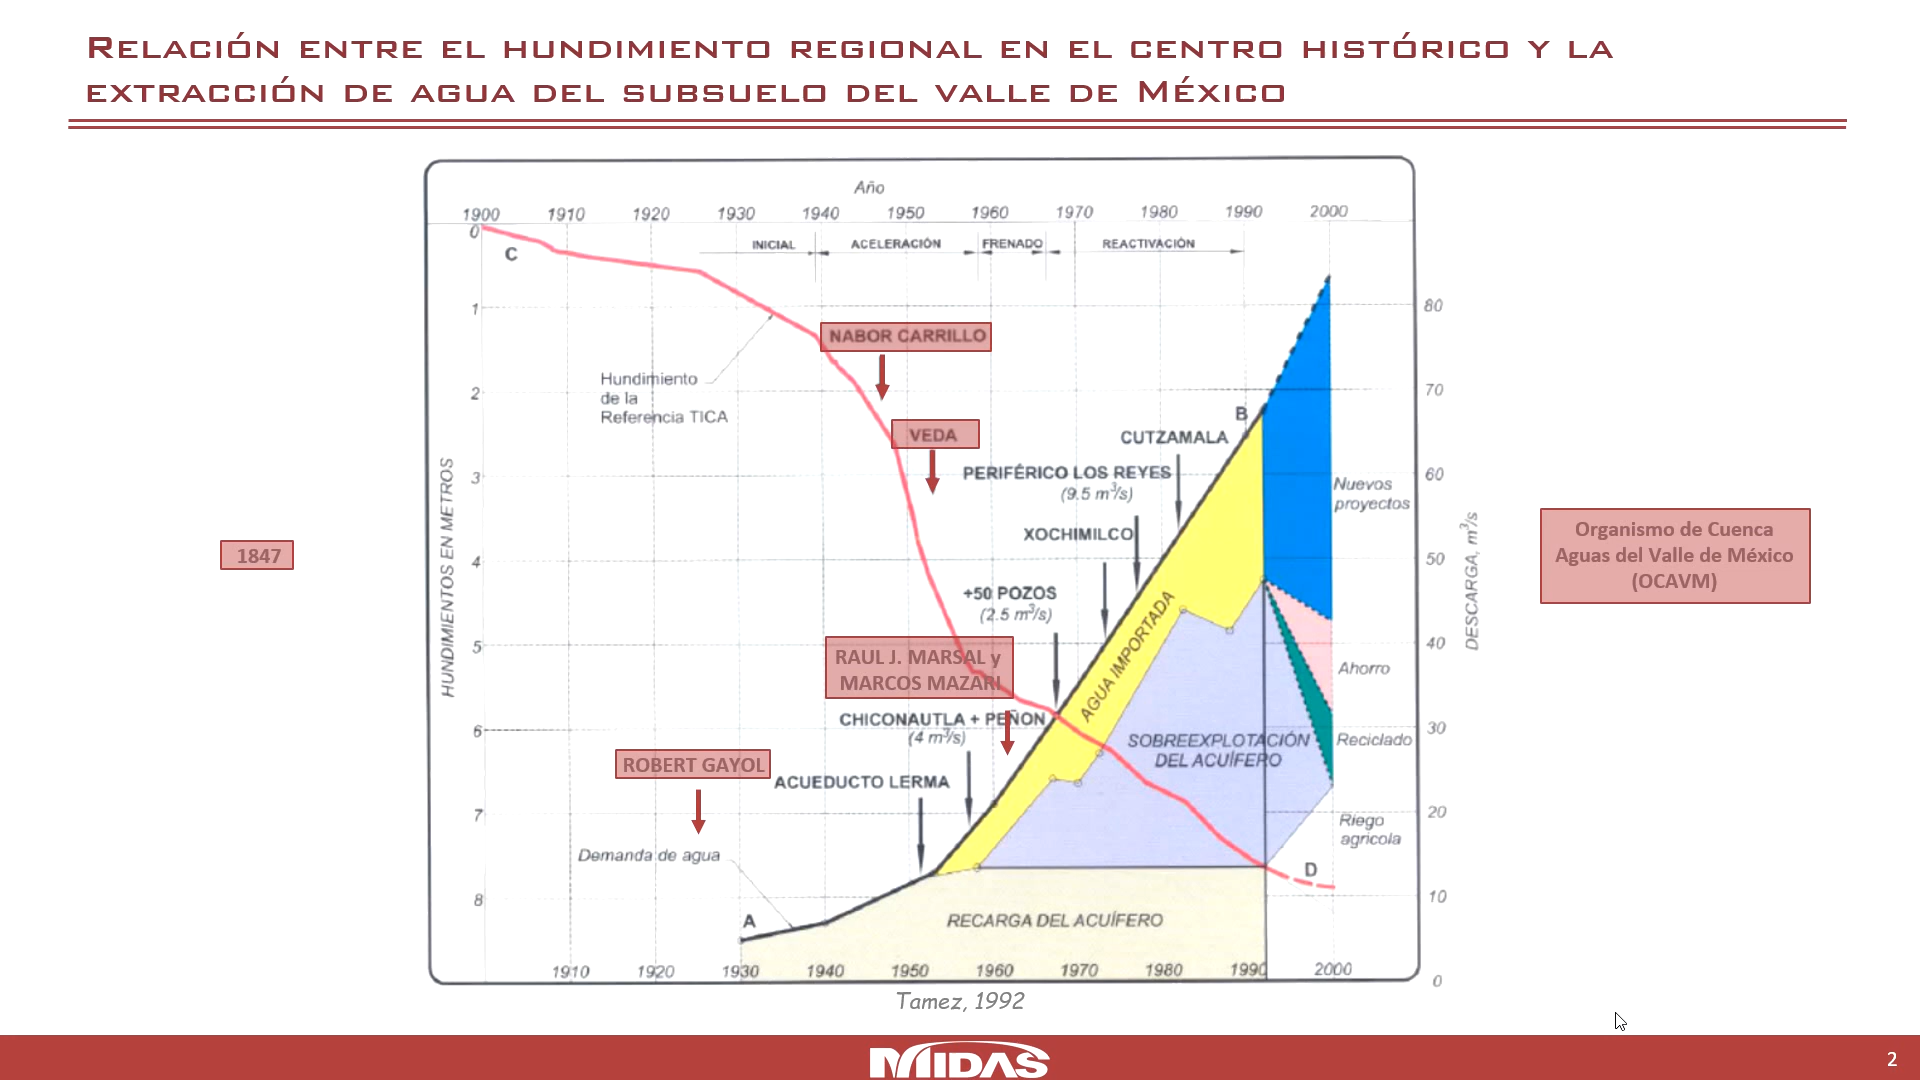 RELACIÓN ENTRE EL HUNDIMIENTO REGIONAL EN EL CENTRO HISTÓRICO Y LA
EXTRACCIÓN DE AGUA DEL SUBSUELO DEL VALLE DE MÉXICO
Año
1900 1910 1920 1930 1940 1950 1960 1970 1980 1990 2000
INICIAL ACELERACIÓN FRENADO REACTIVACIÓN
0
C
1
80
NABOR CARRILLO
Hundimiento
de la
Referencia TICA
2
70
B
VEDA
CUTZAMALA
PERIFÉRICO LOS REYES
(9.5 m³/s)
3
60
Nuevos
proyectos
XOCHIMILCO
HUNDIMIENTOS EN METROS
DESCARGA, m³/s
1847
Organismo de Cuenca
Aguas del Valle de México
(OCAVM)
4
50
+50 POZOS
(2.5 m³/s)
AGUA IMPORTADA
5
40
RAUL J. MARSAL y
MARCOS MAZARI
Ahorro
CHICONAUTLA + PEÑON
(4 m³/s)
6
30
SOBREEXPLOTACIÓN
DEL ACUÍFERO
Reciclado
ROBERT GAYOL
ACUEDUCTO LERMA
7
20
Riego
agricola
Demanda de agua
D
8
10
A
RECARGA DEL ACUÍFERO
1910 1920 1930 1940 1950 1960 1970 1980 1990 2000
0
Tamez, 1992
MIDAS
2